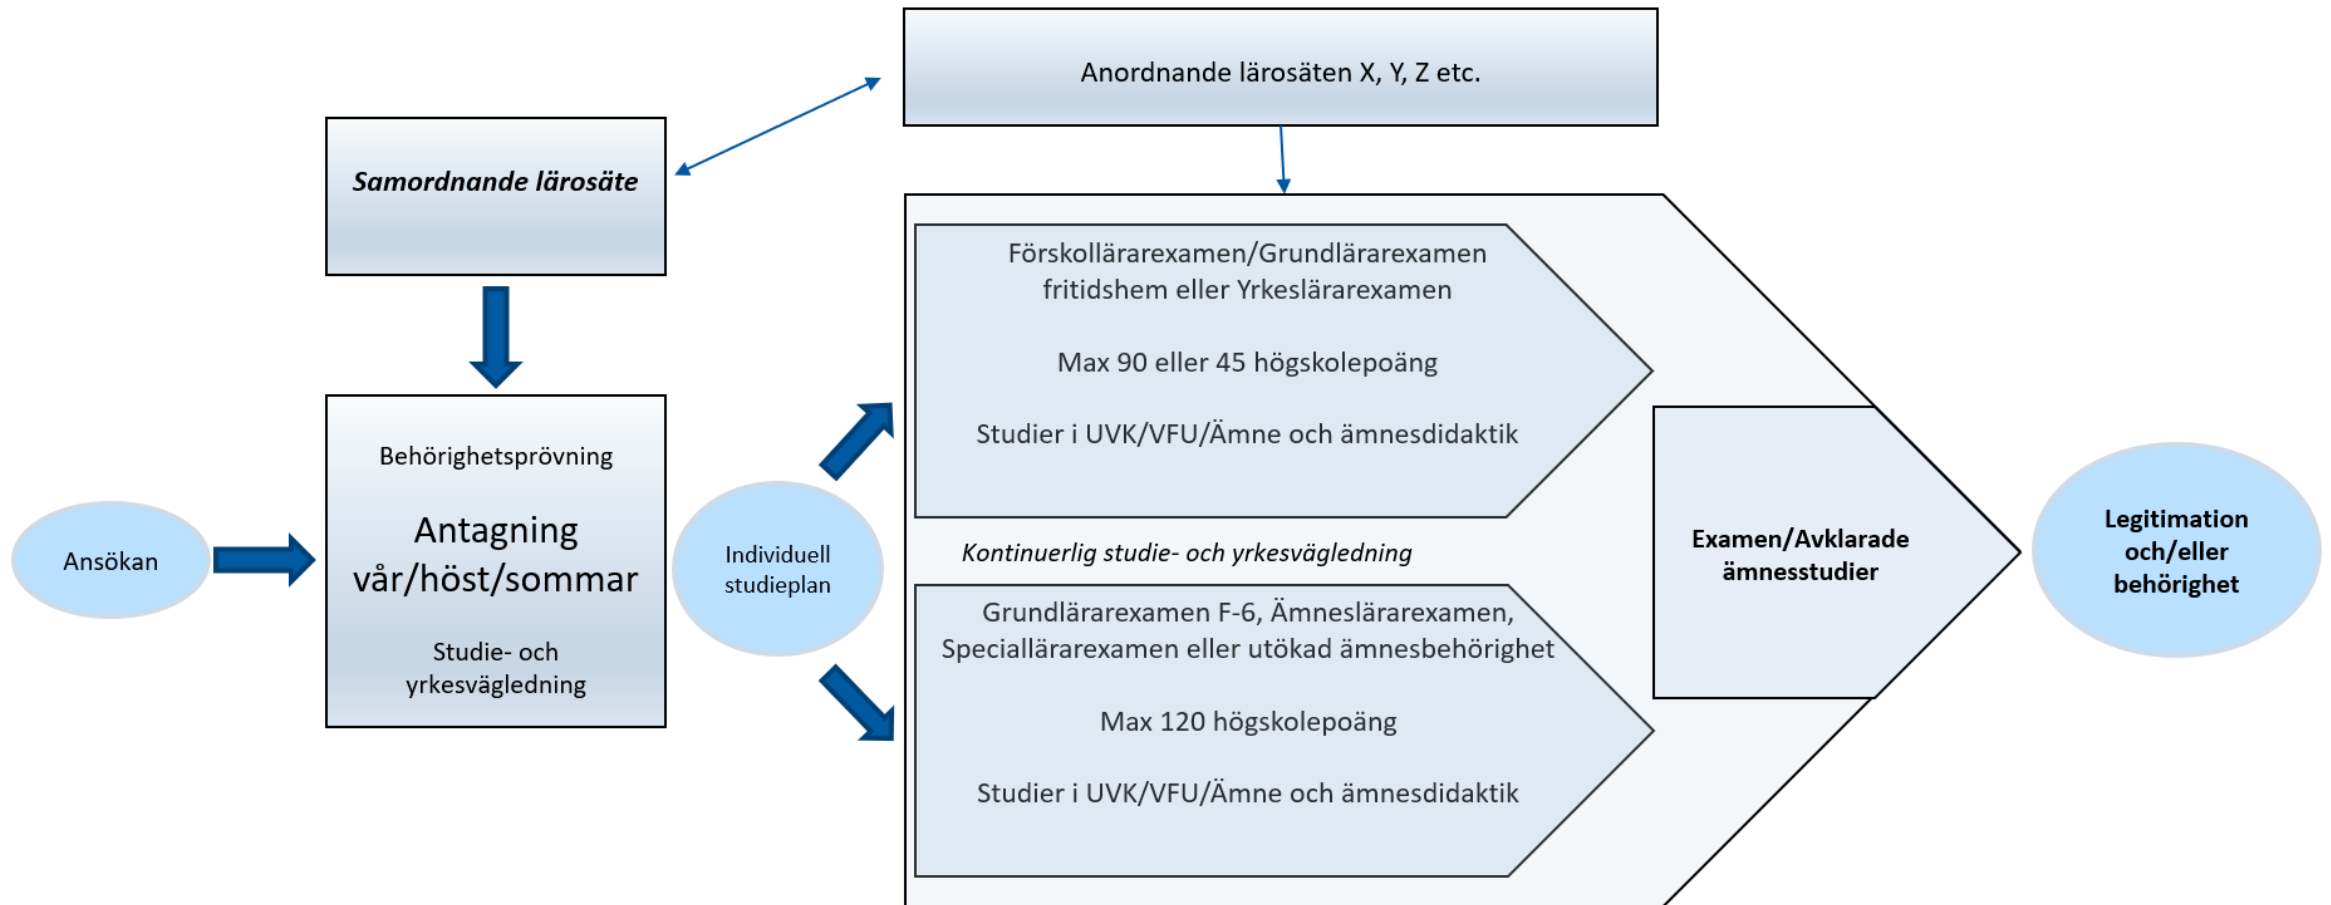 Anordnande lärosäten X, Y, Z etc.
Samordnande lärosäte
Ansökan
Behörighetsprövning
Antagning
vår/höst/sommar
Studie- och
yrkesvägledning
Individuell
studieplan
Förskollärarexamen/Grundlärarexamen
fritidshem eller Yrkeslärarexamen
Max 90 eller 45 högskolepoäng
Studier i UVK/VFU/Ämne och ämnesdidaktik
Kontinuerlig studie- och yrkesvägledning
Grundlärarexamen F-6, Ämneslärarexamen,
Speciallärarexamen eller utökad ämnesbehörighet
Max 120 högskolepoäng
Studier i UVK/VFU/Ämne och ämnesdidaktik
Examen/Avklarade
ämnesstudier
Legitimation
och/eller
behörighet